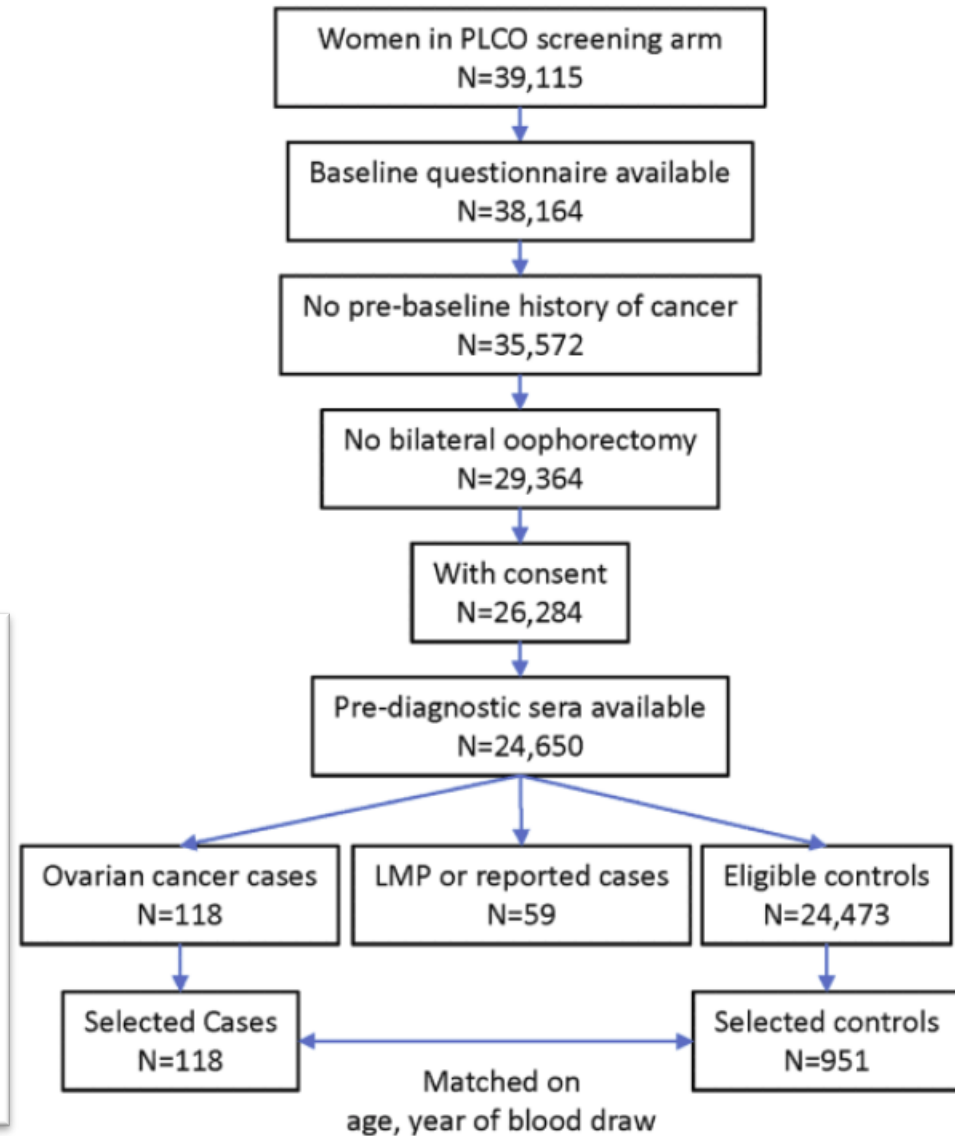 Women in PLCO screening arm
N=39,115
Baseline questionnaire available
N=38,164
No pre-baseline history of cancer
N=35,572
No bilateral oophorectomy
N=29,364
With consent
N=26,284
Pre-diagnostic sera available
N=24,650
Ovarian cancer cases
N=118
LMP or reported cases
N=59
Eligible controls
N=24,473
Selected Cases
N=118
Selected controls
N=951
Matched on
age, year of blood draw